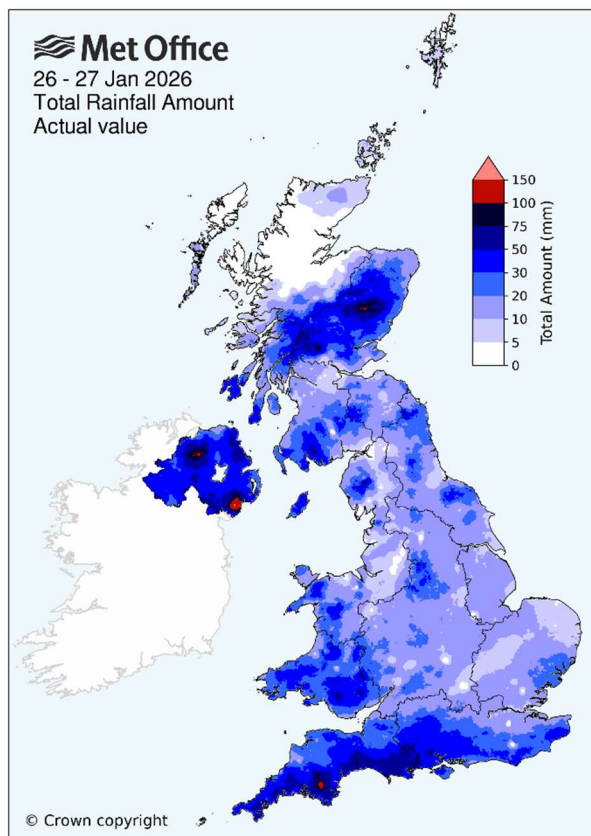 Met Office
26 - 27 Jan 2026
Total Rainfall Amount
Actual value
150
100
75
50
30
20
10
5
0
Total Amount (mm)
© Crown copyright